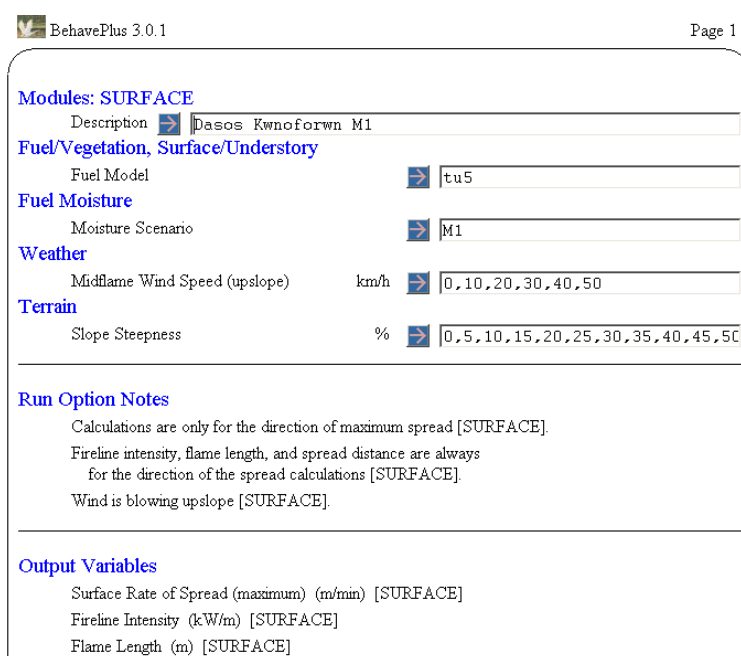 BehavePlus 3.0.1 Page 1
Modules: SURFACE
Description Dasos Kwnoforwn M1
Fuel/Vegetation, Surface/Understory
Fuel Model tu5
Fuel Moisture
Moisture Scenario M1
Weather
Midflame Wind Speed (upslope) km/h 0,10,20,30,40,50
Terrain
Slope Steepness % 0,5,10,15,20,25,30,35,40,45,50
Run Option Notes
Calculations are only for the direction of maximum spread [SURFACE].
Fireline intensity, flame length, and spread distance are always
for the direction of the spread calculations [SURFACE].
Wind is blowing upslope [SURFACE].
Output Variables
Surface Rate of Spread (maximum) (m/min) [SURFACE]
Fireline Intensity (kW/m) [SURFACE]
Flame Length (m) [SURFACE]